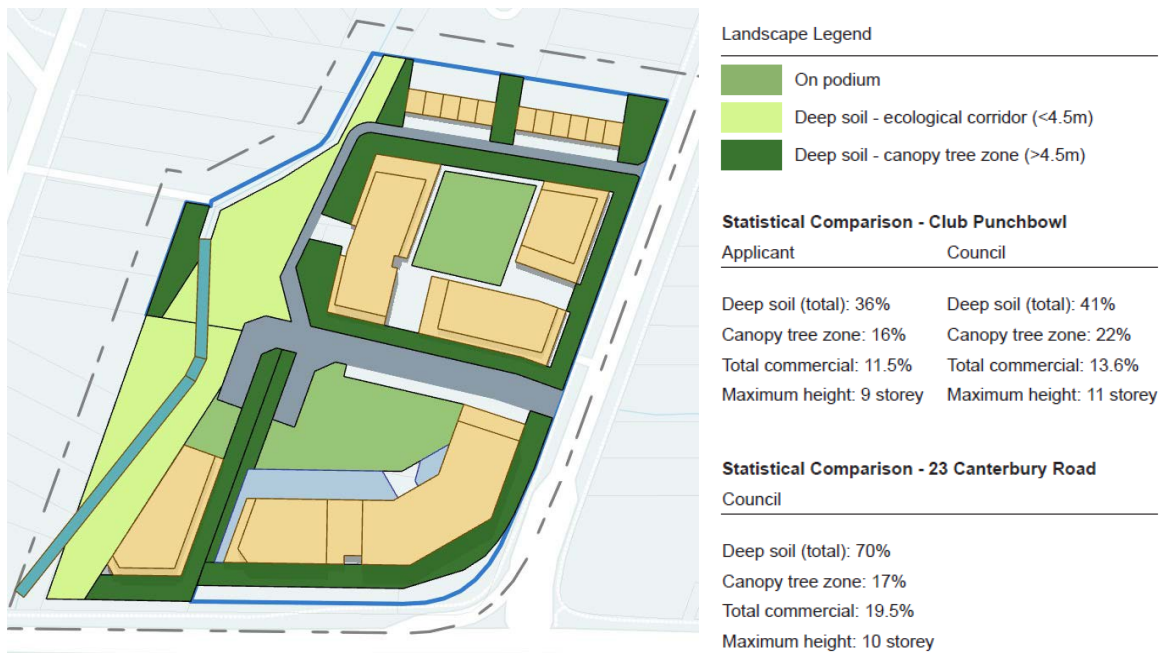 Landscape Legend
On podium
Deep soil - ecological corridor (<4.5m)
Deep soil - canopy tree zone (>4.5m)
Statistical Comparison - Club Punchbowl
Applicant Council
Deep soil (total): 36% Deep soil (total): 41%
Canopy tree zone: 16% Canopy tree zone: 22%
Total commercial: 11.5% Total commercial: 13.6%
Maximum height: 9 storey Maximum height: 11 storey
Statistical Comparison - 23 Canterbury Road
Council
Deep soil (total): 70%
Canopy tree zone: 17%
Total commercial: 19.5%
Maximum height: 10 storey